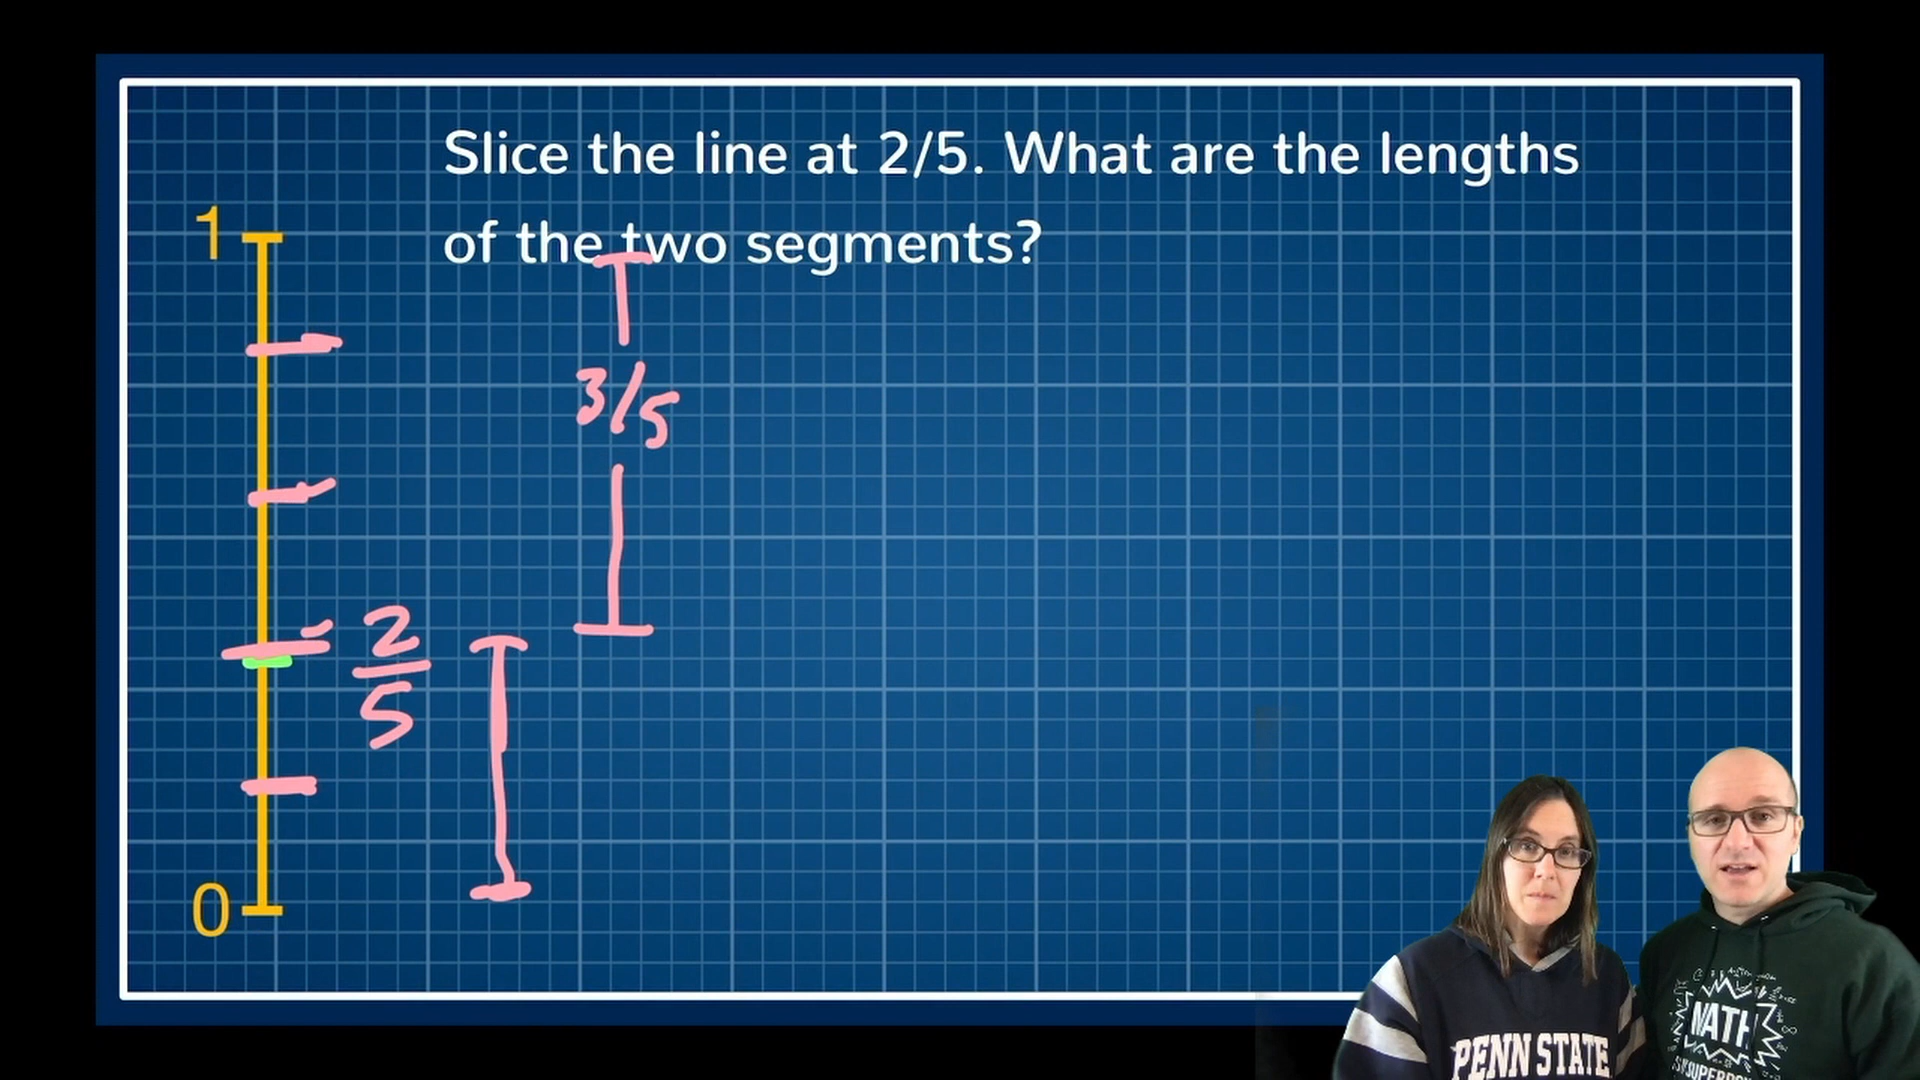 Slice the line at 2/5. What are the lengths
of the two segments?
1
3/5
2
5
0
PENN STATE
MATH